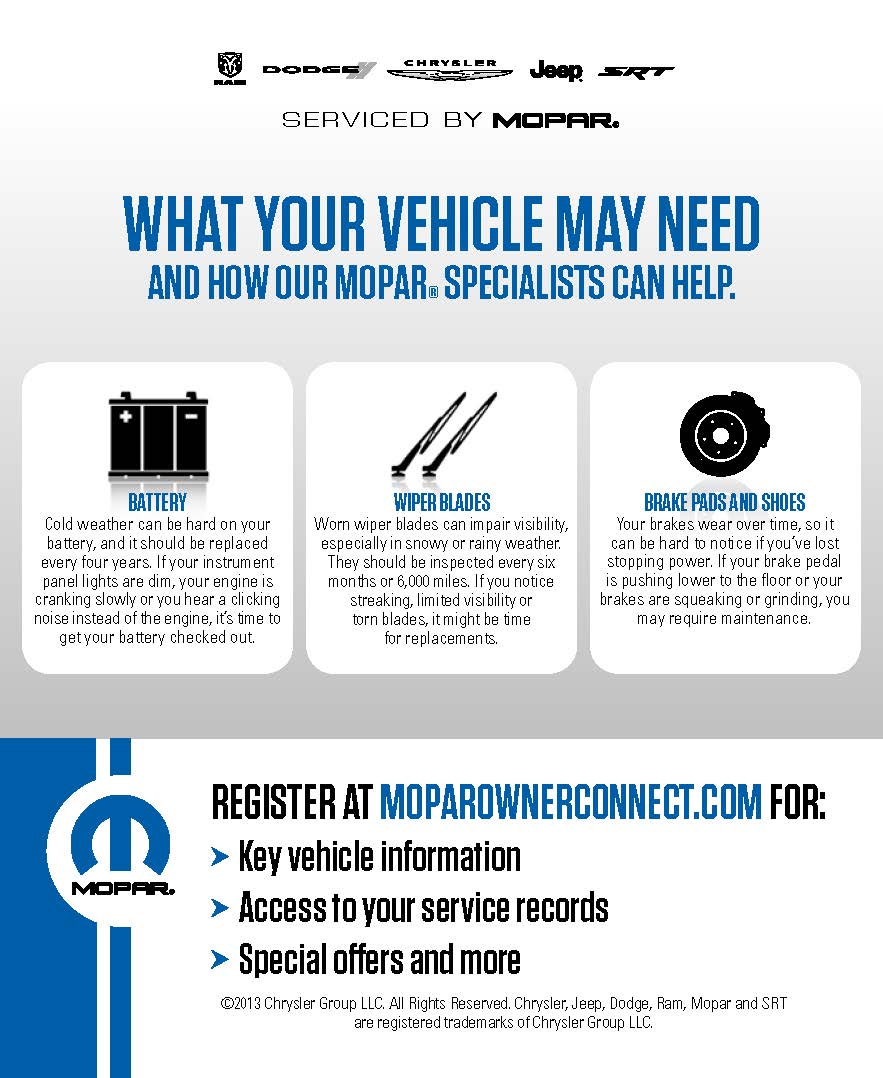 RAM DODGE CHRYSLER Jeep SRT
SERVICED BY MOPAR®
WHAT YOUR VEHICLE MAY NEED
AND HOW OUR MOPAR® SPECIALISTS CAN HELP.
BATTERY
Cold weather can be hard on your
battery, and it should be replaced
every four years. If your instrument
panel lights are dim, your engine is
cranking slowly or you hear a clicking
noise instead of the engine, it's time to
get your battery checked out.
WIPER BLADES
Worn wiper blades can impair visibility,
especially in snowy or rainy weather.
They should be inspected every six
months or 6,000 miles. If you notice
streaking, limited visibility or
torn blades, it might be time
for replacements.
BRAKE PADS AND SHOES
Your brakes wear over time, so it
can be hard to notice if you've lost
stopping power. If your brake pedal
is pushing lower to the floor or your
brakes are squeaking or grinding, you
may require maintenance.
MOPAR®
REGISTER AT MOPAROWNERCONNECT.COM FOR:
➤ Key vehicle information
➤ Access to your service records
➤ Special offers and more
©2013 Chrysler Group LLC. All Rights Reserved. Chrysler, Jeep, Dodge, Ram, Mopar and SRT
are registered trademarks of Chrysler Group LLC.